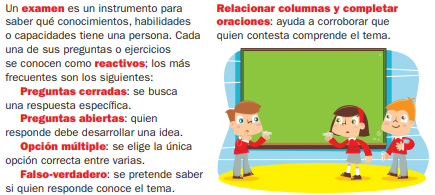 Un examen es un instrumento para
saber qué conocimientos, habilidades
o capacidades tiene una persona. Cada
una de sus preguntas o ejercicios
se conocen como reactivos; los más
frecuentes son los siguientes:
Preguntas cerradas: se busca
una respuesta específica.
Preguntas abiertas: quien
responde debe desarrollar una idea.
Opción múltiple: se elige la única
opción correcta entre varias.
Falso-verdadero: se pretende saber
si quien responde conoce el tema.
Relacionar columnas y completar
oraciones: ayuda a corroborar que
quien contesta comprende el tema.